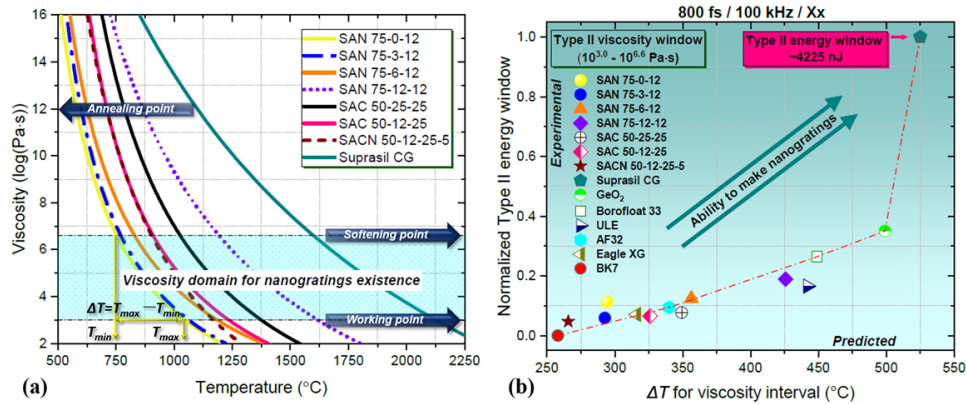 16
14
12
10
8
6
4
2
Viscosity (log(Pa·s))
500
750
1000
1250
1500
1750
2000
2250
Temperature (°C)
SAN 75-0-12
SAN 75-3-12
SAN 75-6-12
SAN 75-12-12
SAC 50-25-25
SAC 50-12-25
SACN 50-12-25-5
Suprasil CG
Annealing point
Softening point
Viscosity domain for nanogratings existence
ΔT=Tmax —Tmin
Working point
Tmin
Tmax
(a)
800 fs / 100 kHz / Xx
Normalized Type II energy window
1.0
0.8
0.6
0.4
0.2
0.0
Type II viscosity window
(10^3.0 - 10^6.6 Pa·s)
Type II energy window
~4225 nJ
Experimental
SAN 75-0-12
SAN 75-3-12
SAN 75-6-12
SAN 75-12-12
SAC 50-25-25
SAC 50-12-25
SACN 50-12-25-5
Suprasil CG
GeO2
Borofloat 33
ULE
AF32
Eagle XG
BK7
Ability to make nanogratings
Predicted
250
300
350
400
450
500
550
ΔT for viscosity interval (°C)
(b)